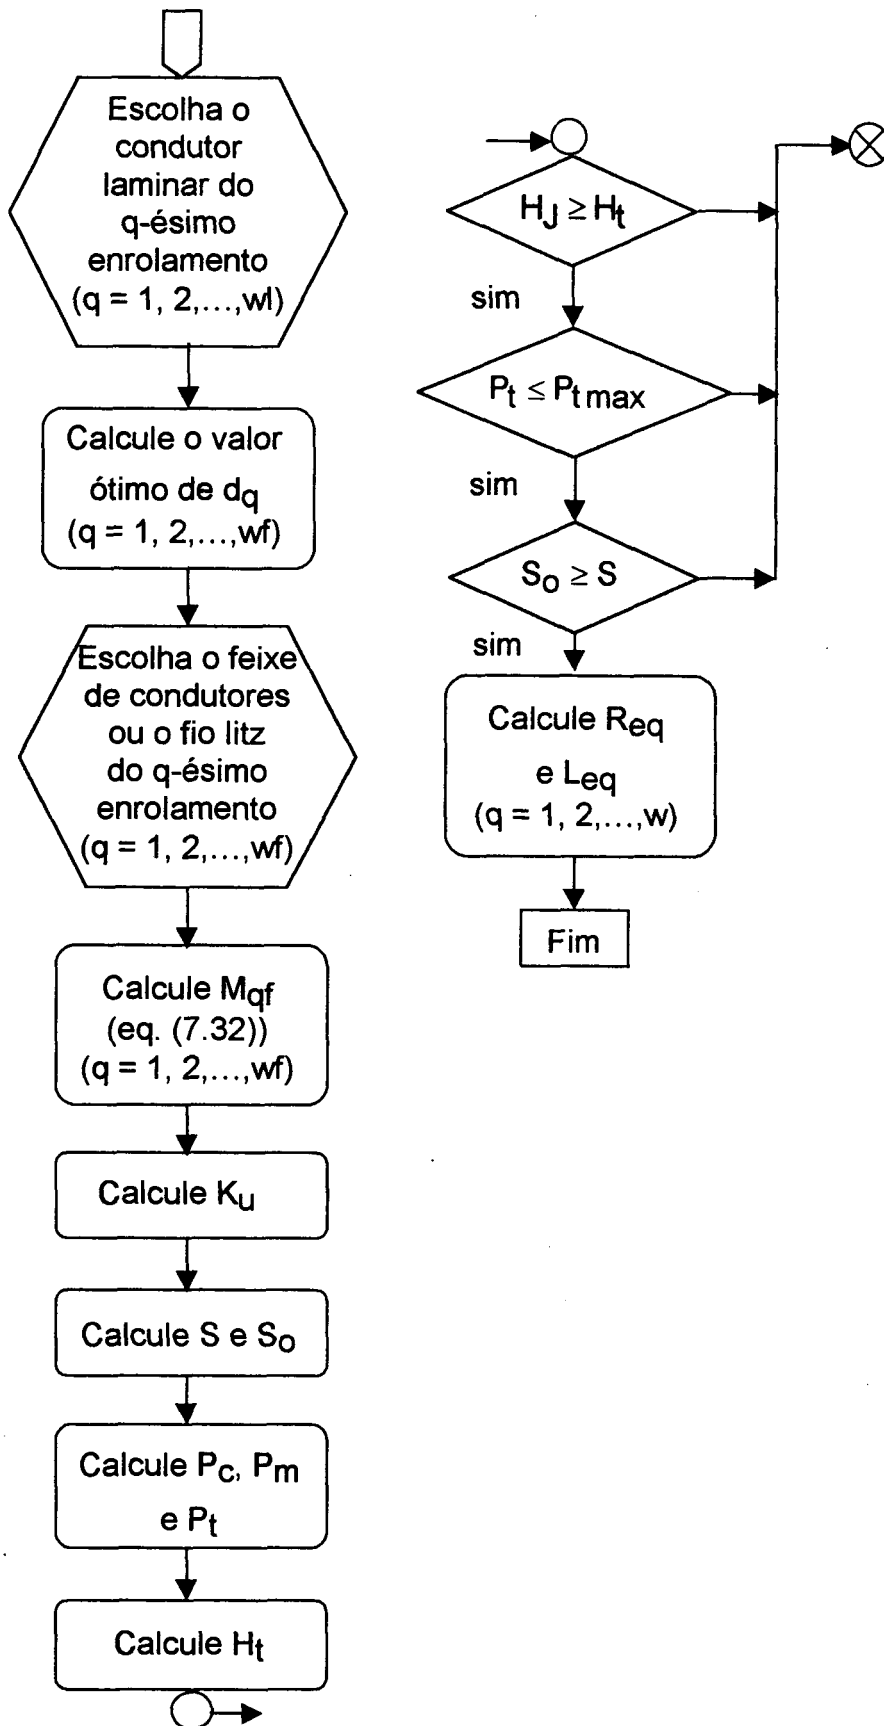 Escolha o
condutor
laminar do
q-ésimo
enrolamento
(q = 1, 2,...,wl)
Calcule o valor
ótimo de dq
(q = 1, 2,...,wf)
Escolha o feixe
de condutores
ou o fio litz
do q-ésimo
enrolamento
(q = 1, 2,...,wf)
Calcule Mqf
(eq. (7.32))
(q = 1, 2,...,wf)
Calcule Ku
Calcule S e So
Calcule Pc, Pm
e Pt
Calcule Ht
HJ ≥ Ht
sim
Pt ≤ Pt max
sim
So ≥ S
sim
Calcule Req
e Leq
(q = 1, 2,...,w)
Fim